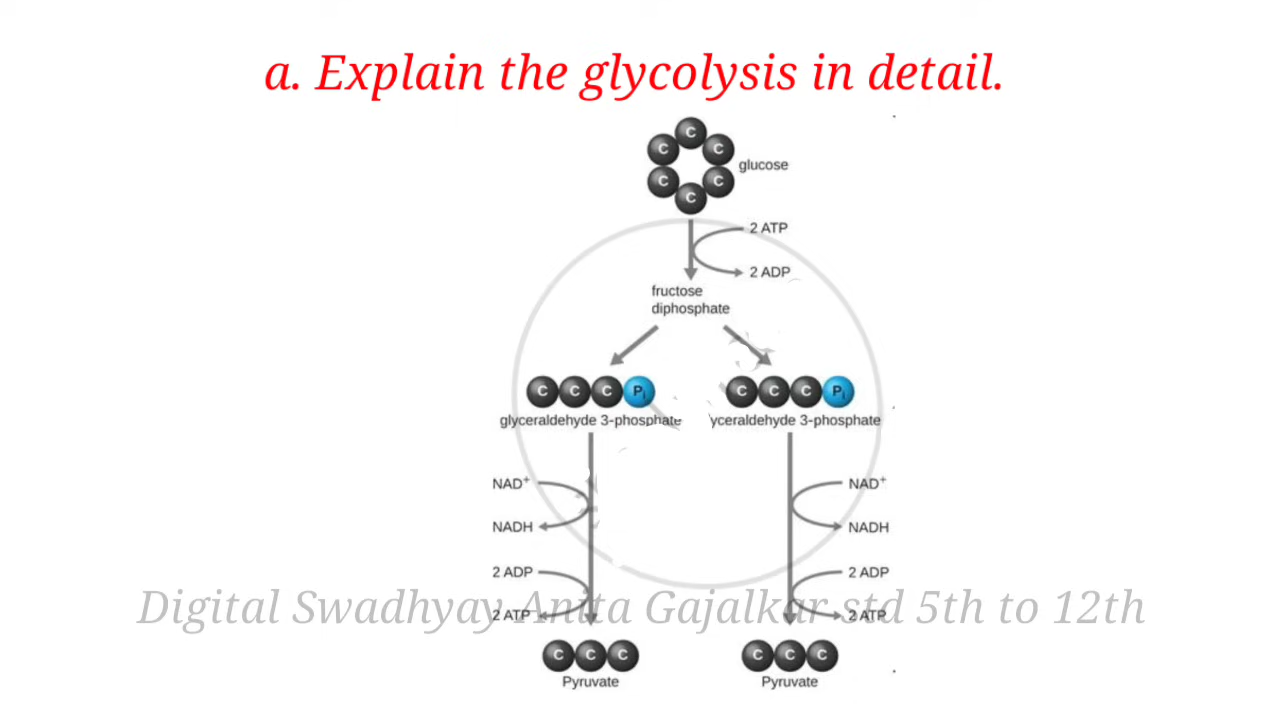 a. Explain the glycolysis in detail.
C
C C
glucose
C C
C
2 ATP
2 ADP
fructose
diphosphate
C C C Pi C C C Pi
glyceraldehyde 3-phosphate yceraldehyde 3-phosphate
NAD+ NAD+
NADH NADH
2 ADP 2 ADP
Digital Swadhyay Anita Gajalkar std 5th to 12th
2 ATP 2 ATP
C C C C C C
Pyruvate Pyruvate